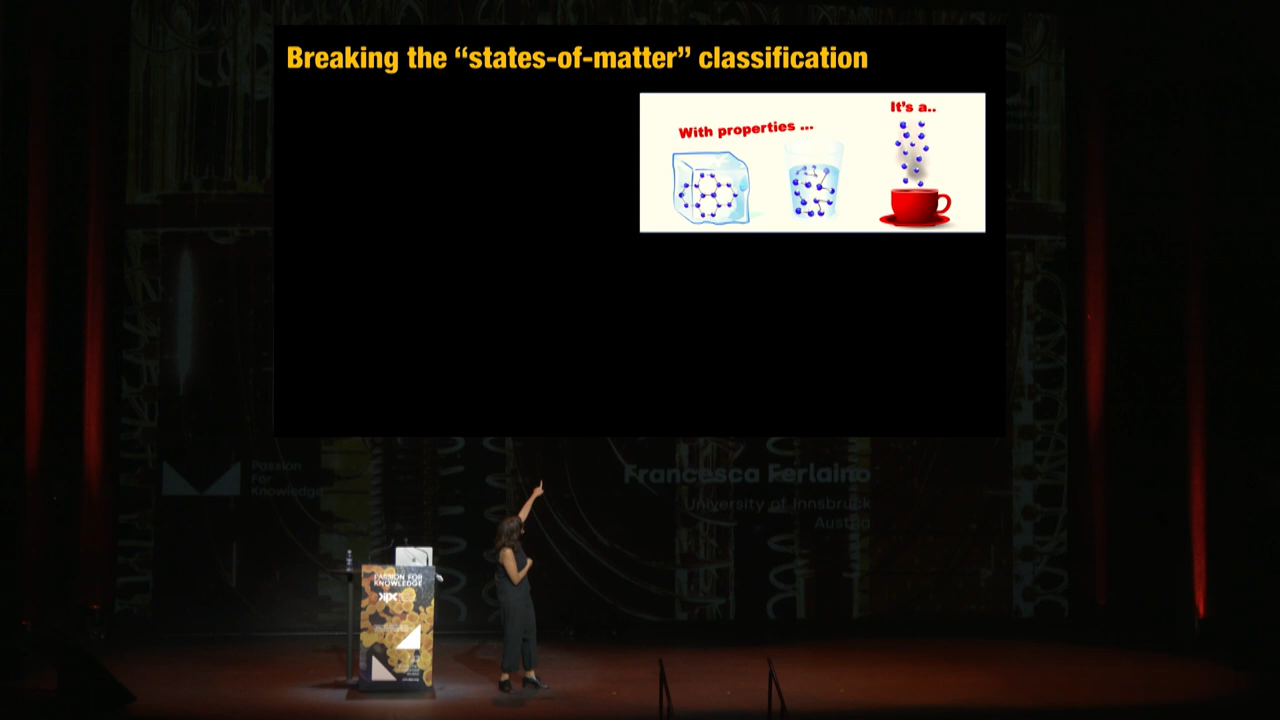 Breaking the “states-of-matter” classification
It's a..
With properties ...
Passion
For
Knowledge
Francesca Ferlaino
University of Innsbruck
Austria
PASSION FOR
KNOWLEDGE